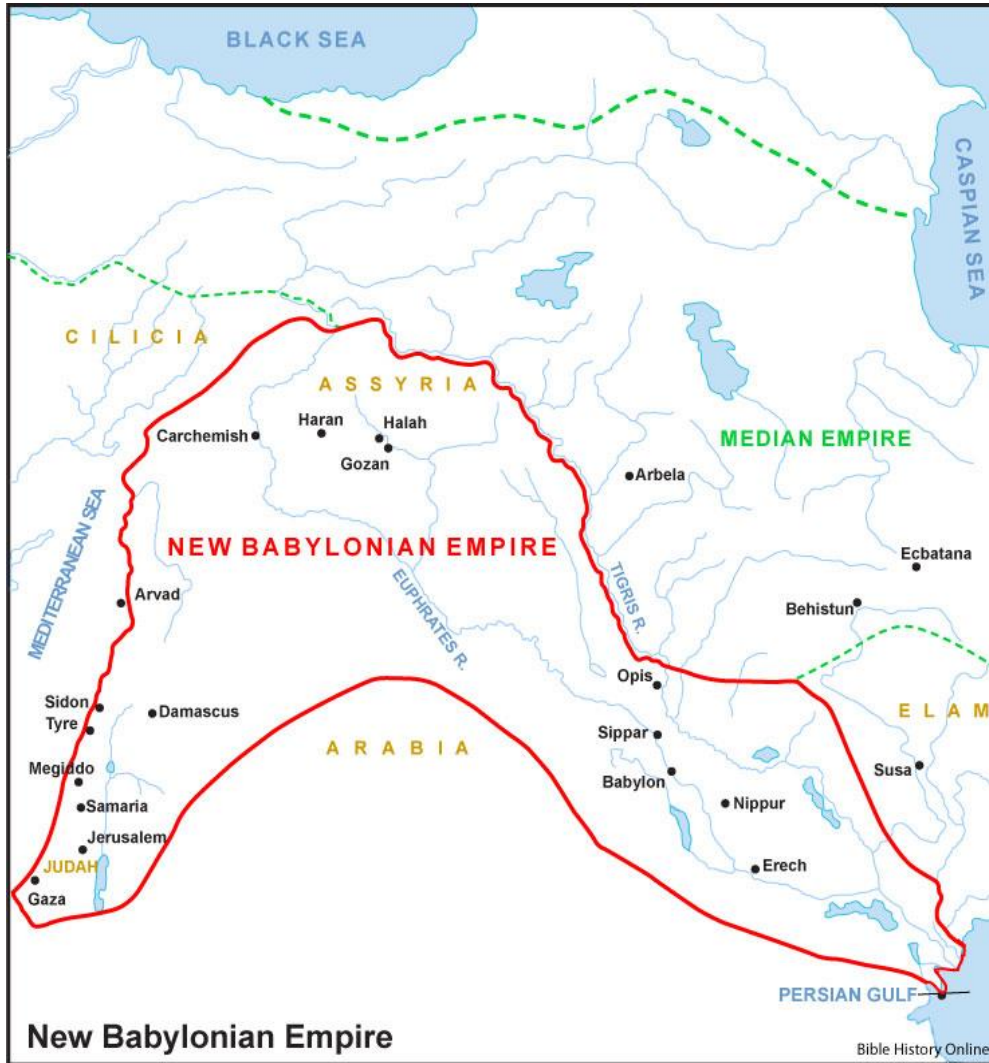 BLACK SEA
CASPIAN SEA
CILICIA
ASSYRIA
Haran
Halah
Carchemish
Gozan
MEDIAN EMPIRE
Arbela
MEDITERRANEAN SEA
NEW BABYLONIAN EMPIRE
Ecbatana
TIGRIS R.
Arvad
EUPHRATES R.
Behistun
Opis
Sidon
Damascus
Tyre
ELAM
Sippar
ARABIA
Megiddo
Babylon
Susa
Samaria
Nippur
Jerusalem
JUDAH
Erech
Gaza
PERSIAN GULF
New Babylonian Empire
Bible History Online